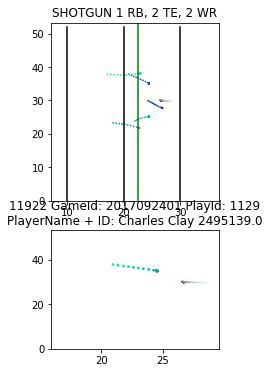 SHOTGUN 1 RB, 2 TE, 2 WR
50
40
30
20
10
0
10 20 30
11922 GameId: 2017092401 PlayId: 1129
PlayerName + ID: Charles Clay 2495139.0
40
20
0
20 25